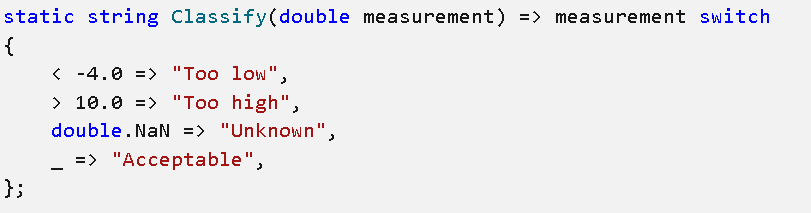 static string Classify(double measurement) => measurement switch
{
    < -4.0 => "Too low",
    > 10.0 => "Too high",
    double.NaN => "Unknown",
    _ => "Acceptable",
};